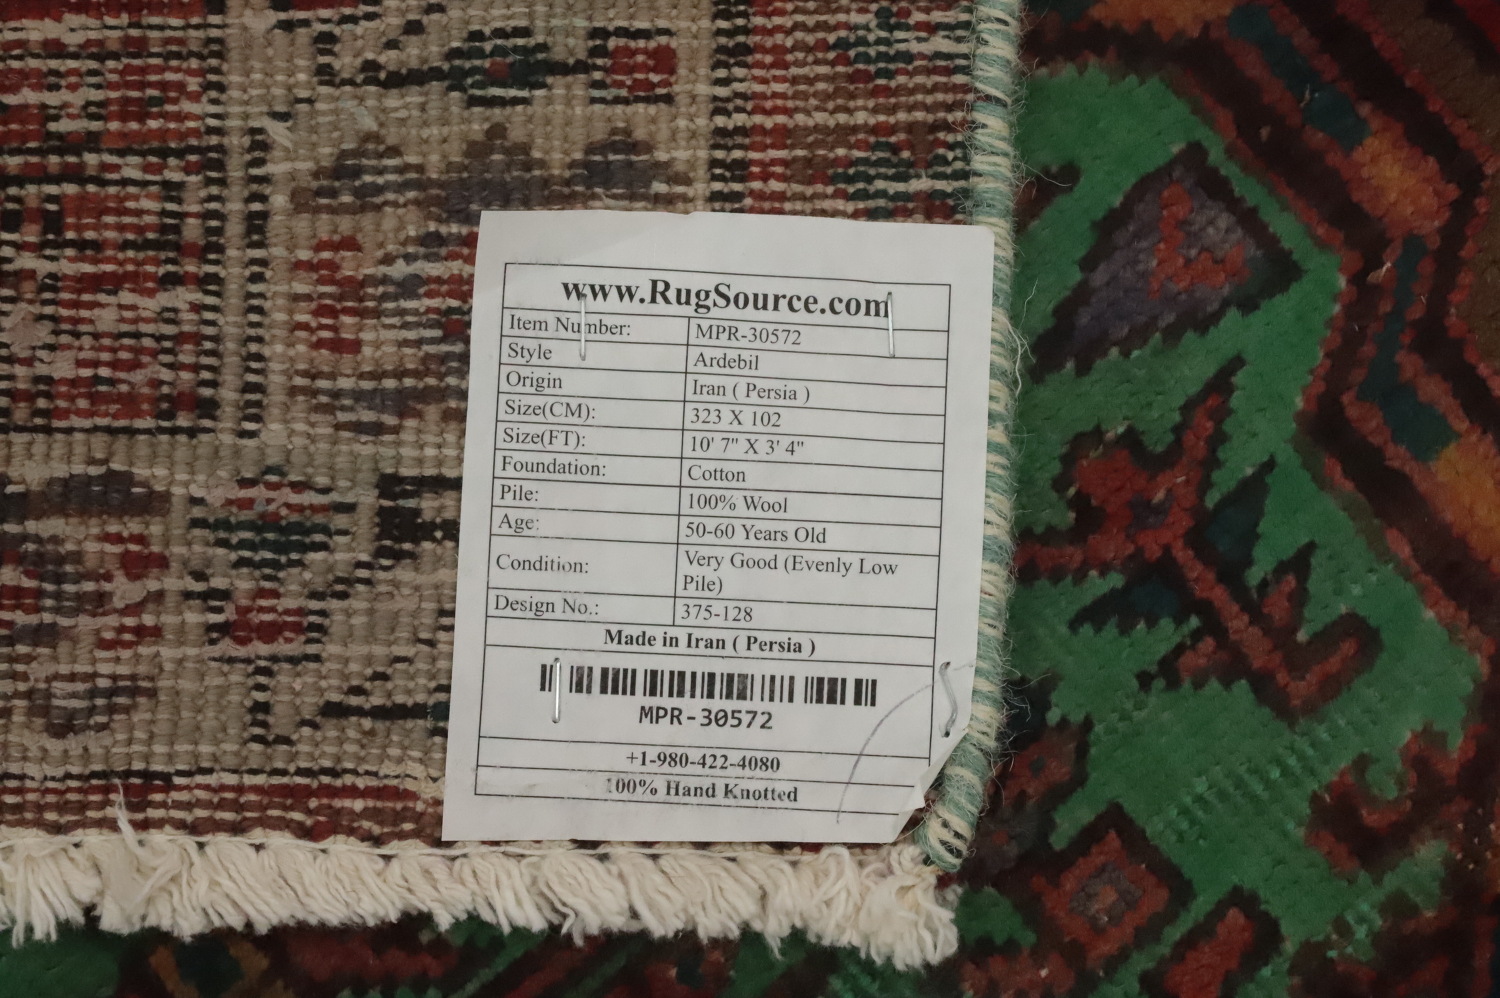 www.RugSource.com
Item Number: MPR-30572
Style Ardebil
Origin Iran ( Persia )
Size(CM): 323 X 102
Size(FT): 10' 7" X 3' 4"
Foundation: Cotton
Pile: 100% Wool
Age: 50-60 Years Old
Condition: Very Good (Evenly Low
Pile)
Design No.: 375-128
Made in Iran ( Persia )
MPR-30572
+1-980-422-4080
100% Hand Knotted